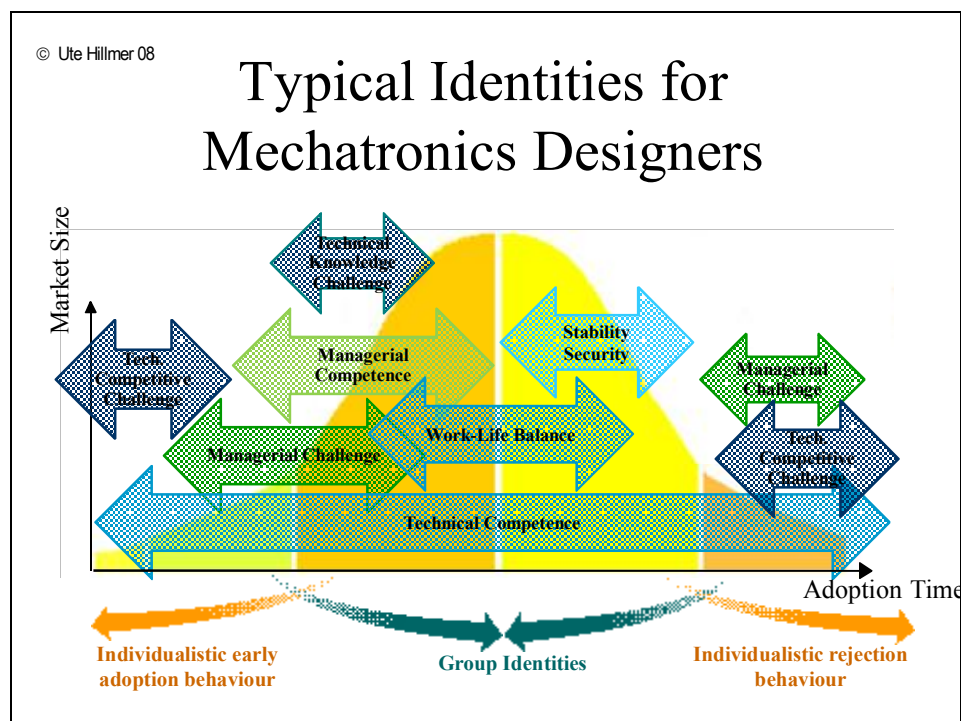 © Ute Hillmer 08
Typical Identities for
Mechatronics Designers
Market Size
Technical
Knowledge
Challenge
Tech
Competitive
Challenge
Managerial
Competence
Stability
Security
Managerial
Challenge
Managerial Challenge
Work-Life Balance
Tech
Competitive
Challenge
Technical Competence
Adoption Time
Individualistic early
adoption behaviour
Group Identities
Individualistic rejection
behaviour